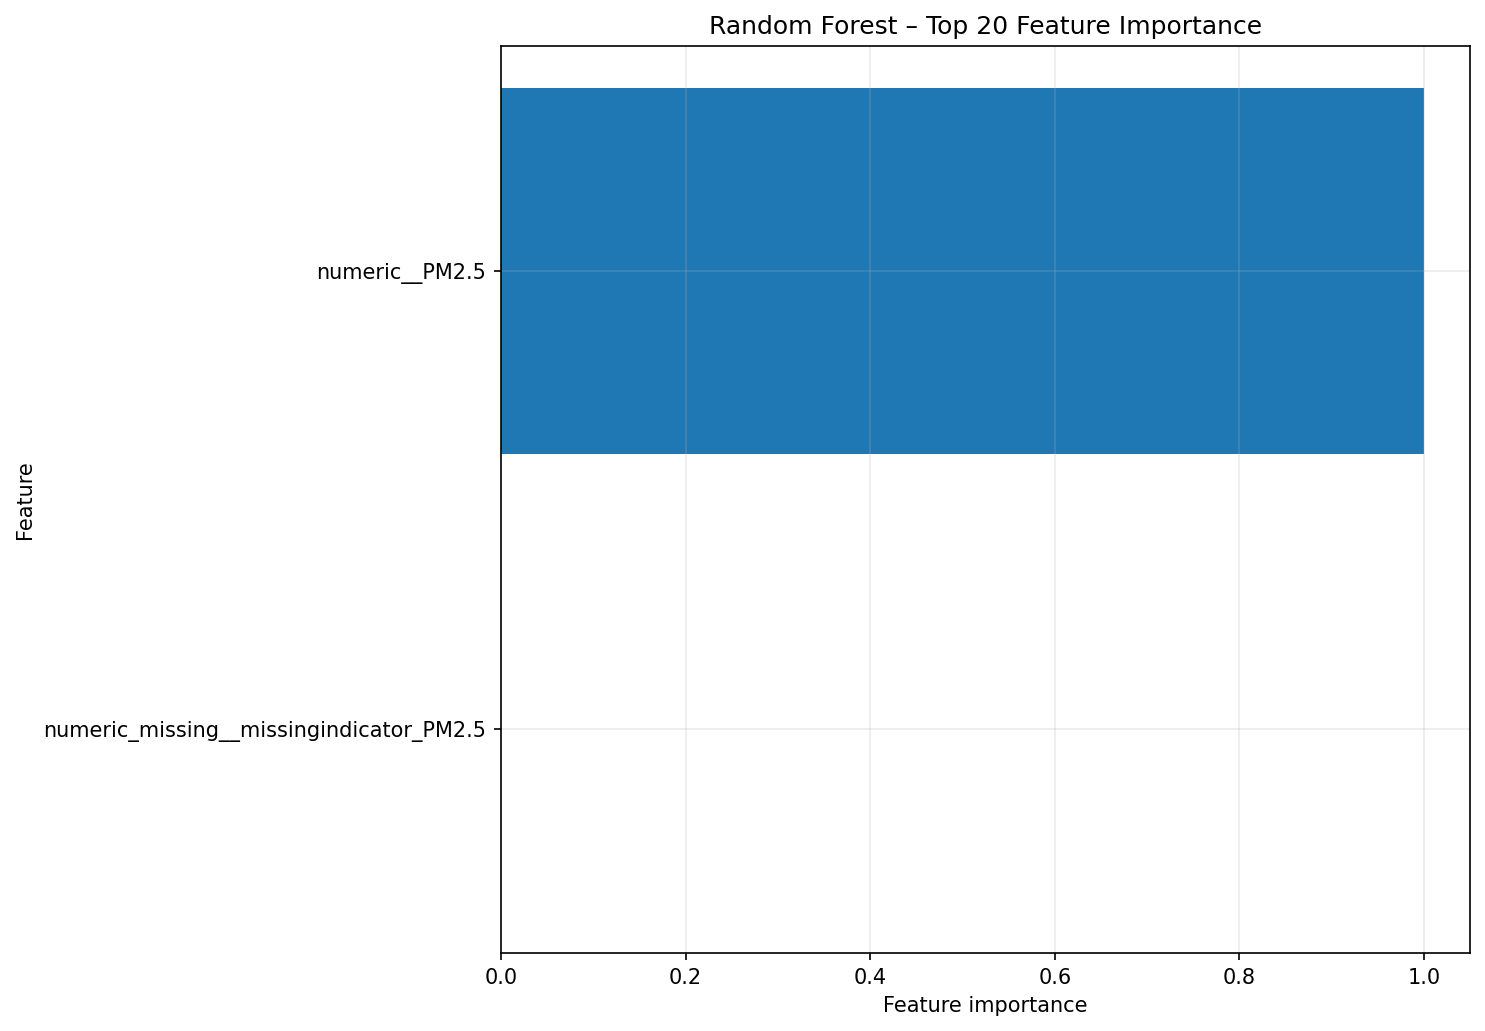 Random Forest – Top 20 Feature Importance
numeric__PM2.5
Feature
numeric_missing__missingindicator_PM2.5
0.0 0.2 0.4 0.6 0.8 1.0
Feature importance